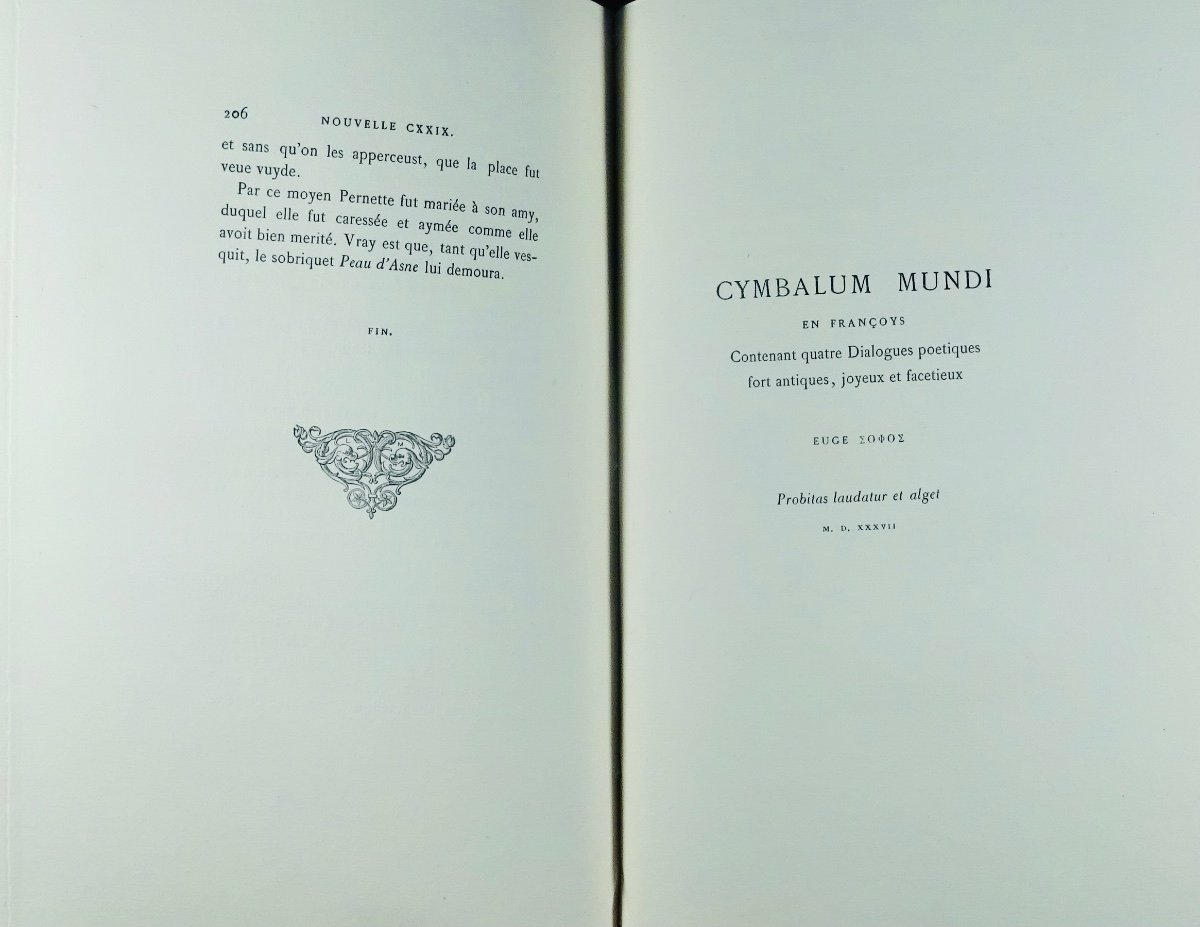 206
NOUVELLE CXXIX.
et sans qu'on les apperceust, que la place fut
veue vuyde.
Par ce moyen Pernette fut mariée à son amy,
duquel elle fut caressée et aymée comme elle
avoit bien merité. Vray est que, tant qu'elle ves-
quit, le sobriquet Peau d'Asne lui demoura.
FIN.
CYMBALUM MUNDI
EN FRANÇOYS
Contenant quatre Dialogues poetiques
fort antiques, joyeux et facetieux
EUGE ΣΟΦΟΣ
Probitas laudatur et alget
M. D. XXXVII